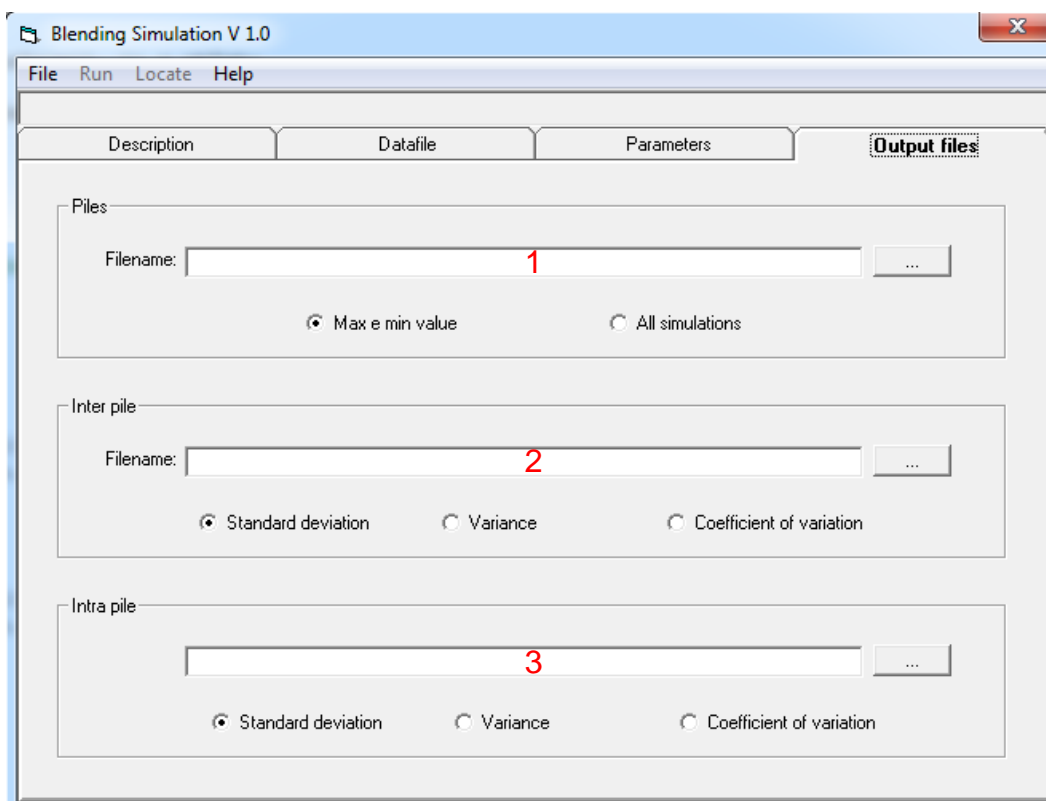 Blending Simulation V 1.0
File Run Locate Help
Description Datafile Parameters Output files
Piles
Filename: 1 ...
Max e min value All simulations
Inter pile
Filename: 2 ...
Standard deviation Variance Coefficient of variation
Intra pile
3 ...
Standard deviation Variance Coefficient of variation